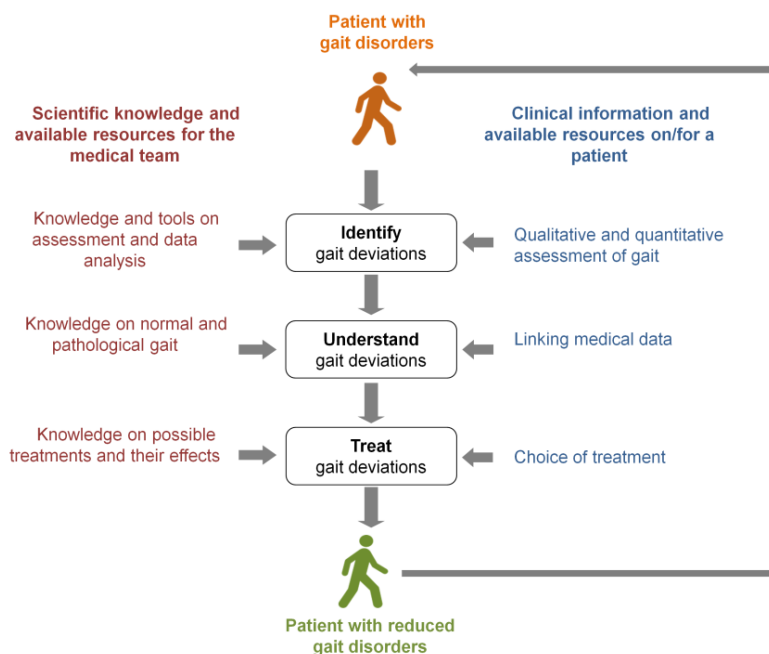 Patient with
gait disorders
Scientific knowledge and
available resources for the
medical team
Clinical information and
available resources on/for a
patient
Knowledge and tools on
assessment and data
analysis
Identify
gait deviations
Qualitative and quantitative
assessment of gait
Knowledge on normal and
pathological gait
Understand
gait deviations
Linking medical data
Knowledge on possible
treatments and their effects
Treat
gait deviations
Choice of treatment
Patient with reduced
gait disorders